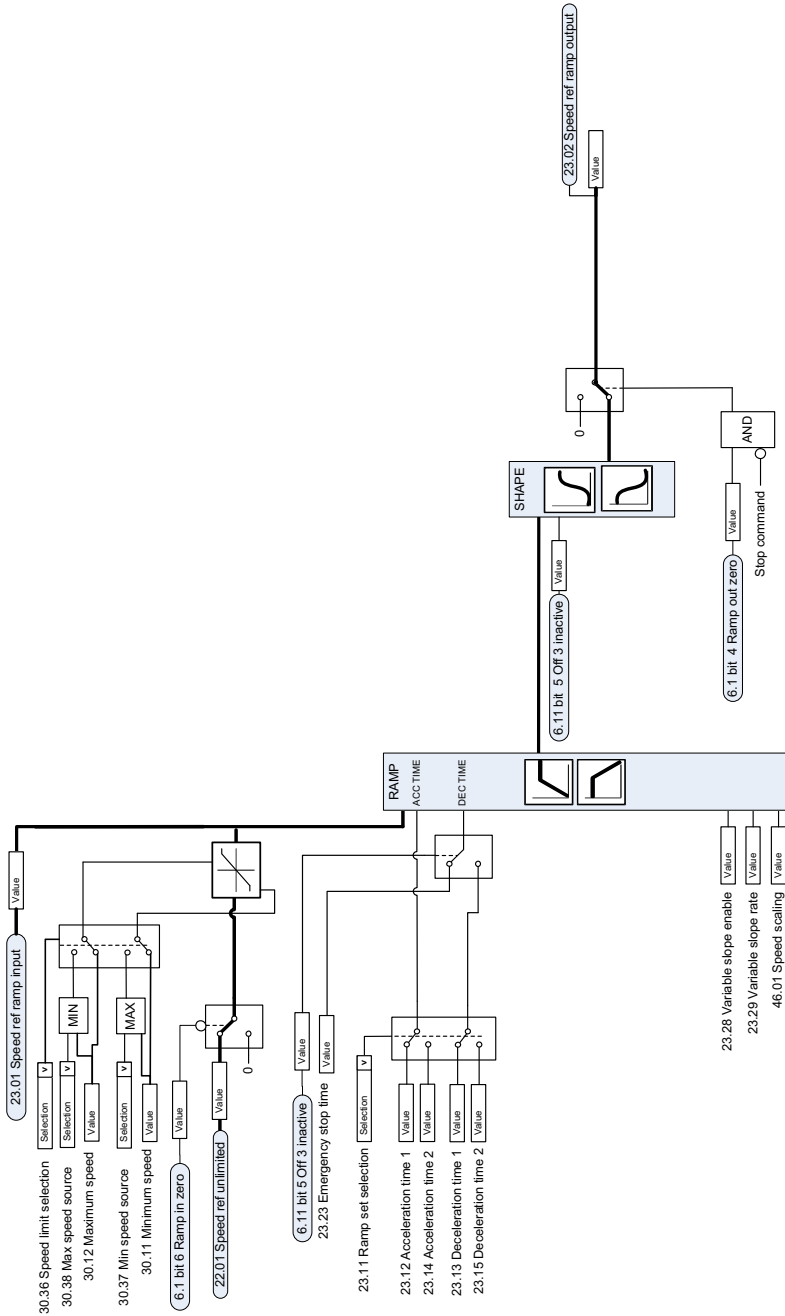 23.01 Speed ref ramp input
Value
30.36 Speed limit selection
Selection
v
30.38 Max speed source
Selection
v
MIN
30.12 Maximum speed
Value
30.37 Min speed source
Selection
v
MAX
30.11 Minimum speed
Value
6.1 bit 6 Ramp in zero
Value
22.01 Speed ref unlimited
Value
0
6.11 bit 5 Off 3 inactive
Value
23.23 Emergency stop time
Value
23.11 Ramp set selection
Selection
v
23.12 Acceleration time 1
Value
23.14 Acceleration time 2
Value
23.13 Deceleration time 1
Value
23.15 Deceleration time 2
Value
RAMP
ACC TIME
DEC TIME
23.28 Variable slope enable
Value
23.29 Variable slope rate
Value
46.01 Speed scaling
Value
SHAPE
6.11 bit 5 Off 3 inactive
Value
0
6.1 bit 4 Ramp out zero
Value
Stop command
AND
23.02 Speed ref ramp output
Value